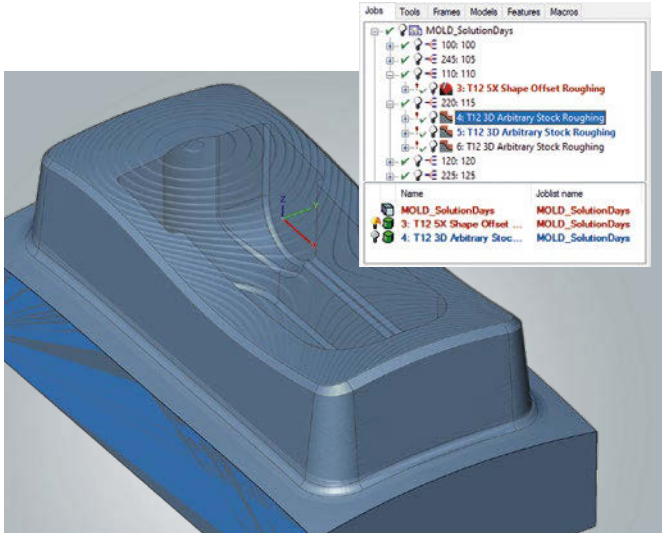 Jobs Tools Frames Models Features Macros
MOLD_SolutionDays
100: 100
245: 105
110: 110
3: T12 5X Shape Offset Roughing
220: 115
4: T12 3D Arbitrary Stock Roughing
5: T12 3D Arbitrary Stock Roughing
6: T12 3D Arbitrary Stock Roughing
120: 120
225: 125
Name Joblist name
MOLD_SolutionDays MOLD_SolutionDays
3: T12 5X Shape Offset ... MOLD_SolutionDays
4: T12 3D Arbitrary Stoc... MOLD_SolutionDays
Z
Y
X